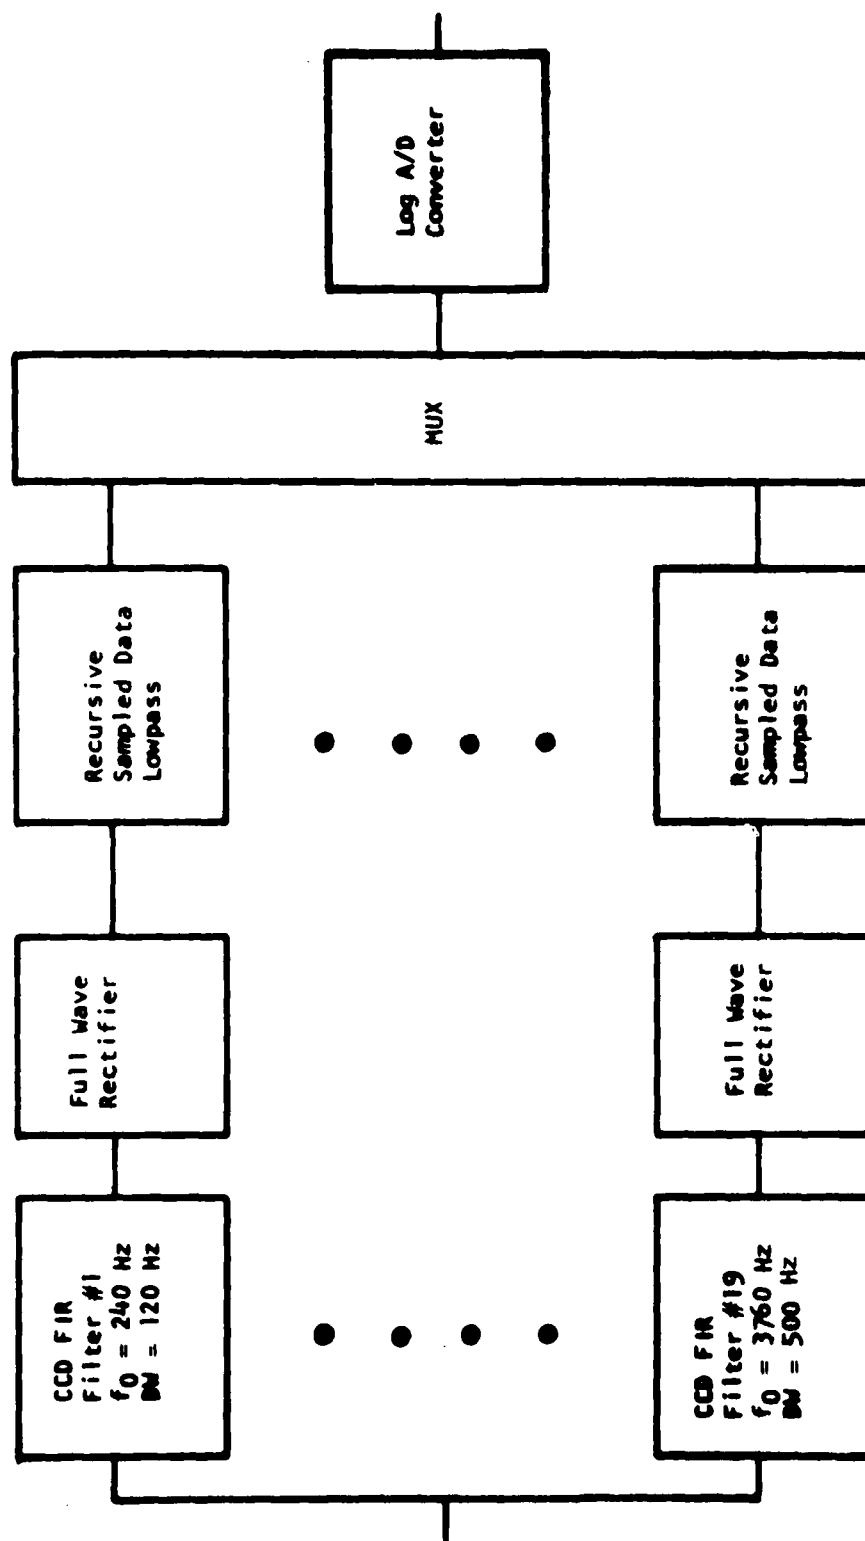 CCD FIR
Filter #1
f0 = 240 Hz
BW = 120 Hz
Full Wave
Rectifier
Recursive
Sampled Data
Lowpass
MUX
Log A/D
Converter
CCD FIR
Filter #19
f0 = 3760 Hz
BW = 500 Hz
Full Wave
Rectifier
Recursive
Sampled Data
Lowpass